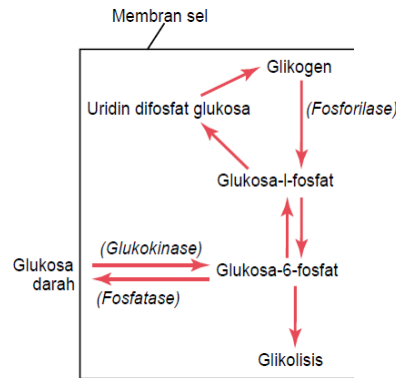 Membran sel
Glikogen
Uridin difosfat glukosa
(Fosforilase)
Glukosa-l-fosfat
(Glukokinase)
Glukosa
darah
Glukosa-6-fosfat
(Fosfatase)
Glikolisis